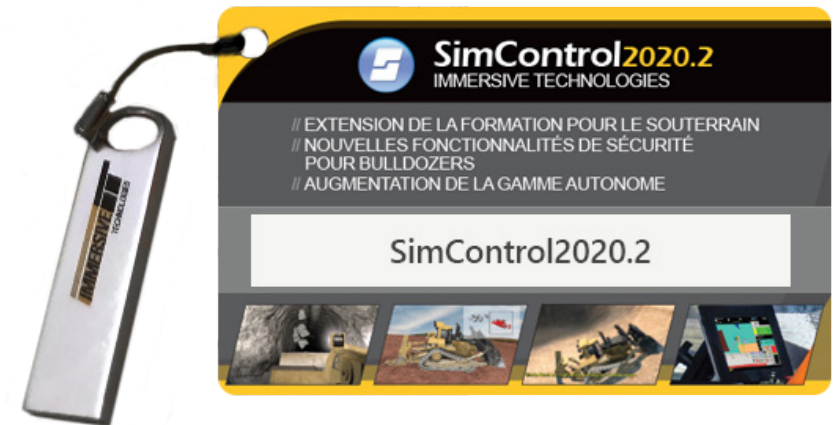 SimControl2020.2
IMMERSIVE TECHNOLOGIES
// EXTENSION DE LA FORMATION POUR LE SOUTERRAIN
// NOUVELLES FONCTIONNALITÉS DE SÉCURITÉ
POUR BULLDOZERS
// AUGMENTATION DE LA GAMME AUTONOME
SimControl2020.2
IMMERSIVE
TECHNOLOGIES